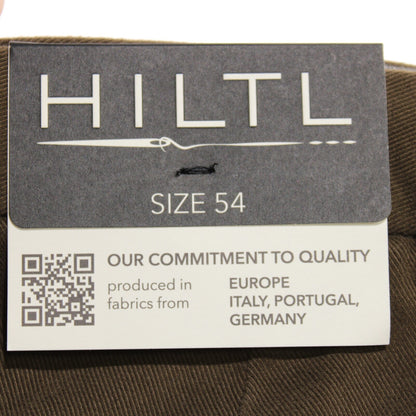 HILTL
SIZE 54
OUR COMMITMENT TO QUALITY
produced in EUROPE
fabrics from ITALY, PORTUGAL,
GERMANY